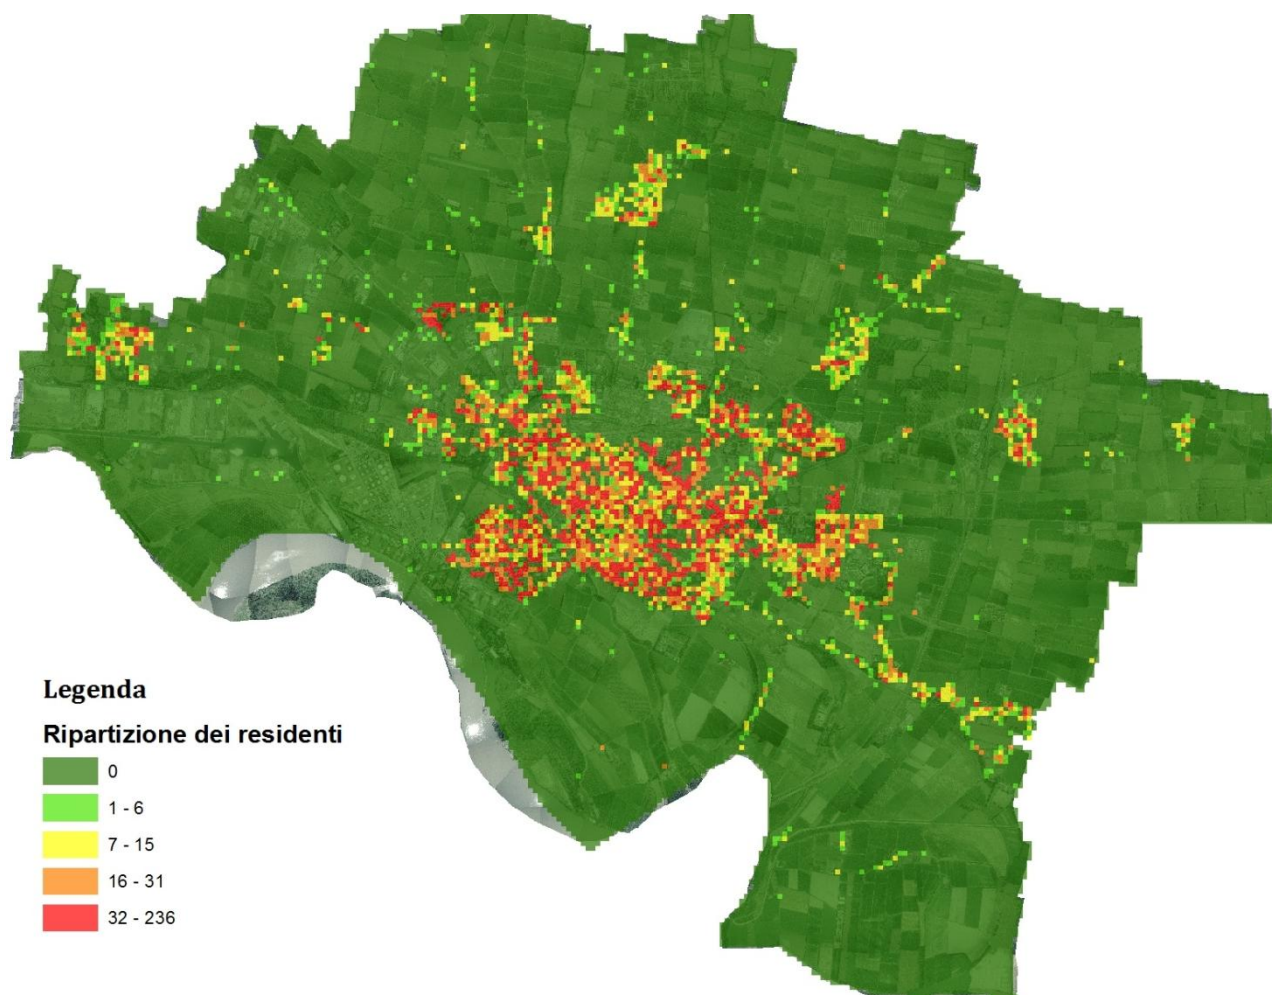 Legenda
Ripartizione dei residenti
0
1 - 6
7 - 15
16 - 31
32 - 236